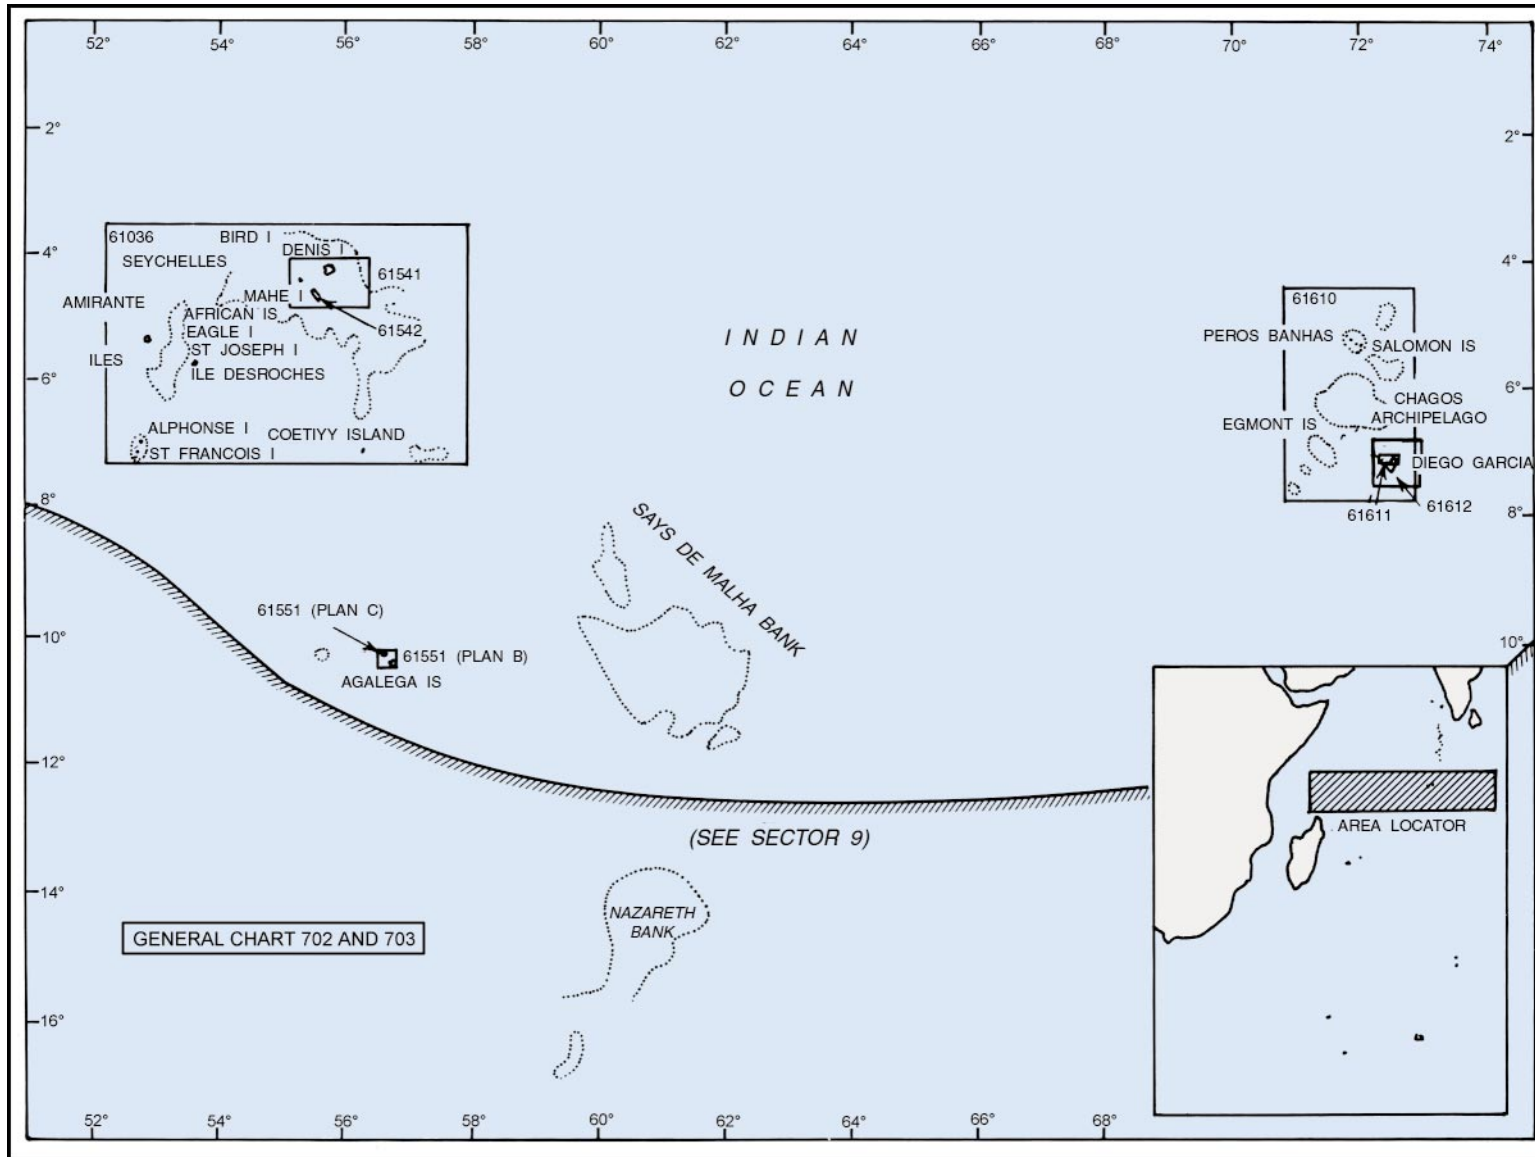 52° 54° 56° 58° 60° 62° 64° 66° 68° 70° 72° 74°
2° 2°
61036 BIRD I
DENIS I
SEYCHELLES
61541
4° 4°
MAHE I
61610
AMIRANTE
AFRICAN IS
EAGLE I
61542
ILES
ST JOSEPH I
ILE DESROCHES
INDIAN
OCEAN
PEROS BANHAS
SALOMON IS
6° 6°
CHAGOS
ARCHIPELAGO
EGMONT IS
ALPHONSE I
COETIYY ISLAND
ST FRANCOIS I
DIEGO GARCIA
61612
61611
8° 8°
SAYS DE MALHA BANK
61551 (PLAN C)
61551 (PLAN B)
AGALEGA IS
10° 10°
12°
AREA LOCATOR
(SEE SECTOR 9)
14°
NAZARETH
BANK
GENERAL CHART 702 AND 703
16°
52° 54° 56° 58° 60° 62° 64° 66° 68°